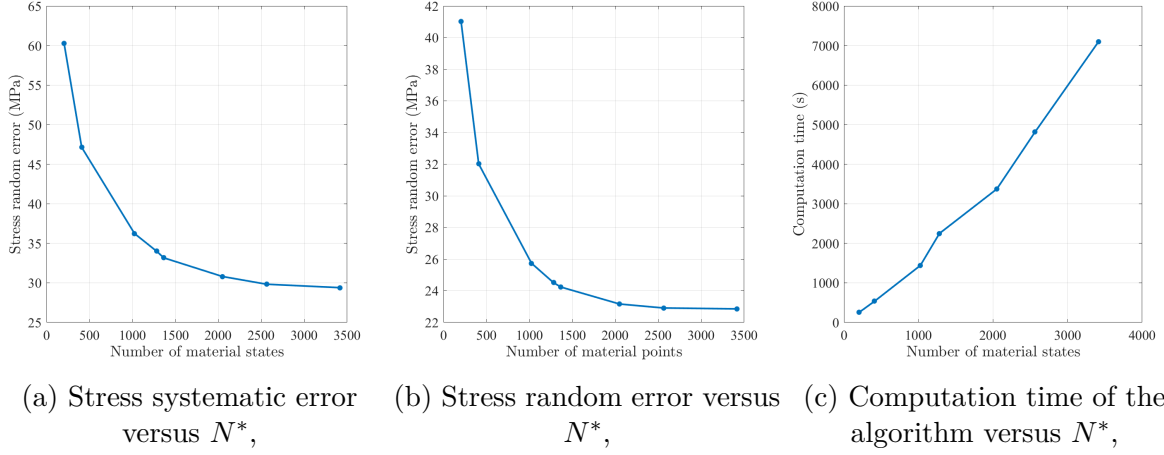 65
60
55
50
45
40
35
30
25
0 500 1000 1500 2000 2500 3000 3500
Number of material states
Stress random error (MPa)
42
40
38
36
34
32
30
28
26
24
22
0 500 1000 1500 2000 2500 3000 3500
Number of material points
Stress random error (MPa)
8000
7000
6000
5000
4000
3000
2000
1000
0
0 1000 2000 3000 4000
Number of material states
Computation time (s)
(a) Stress systematic error
versus N*,
(b) Stress random error versus
N*,
(c) Computation time of the
algorithm versus N*,